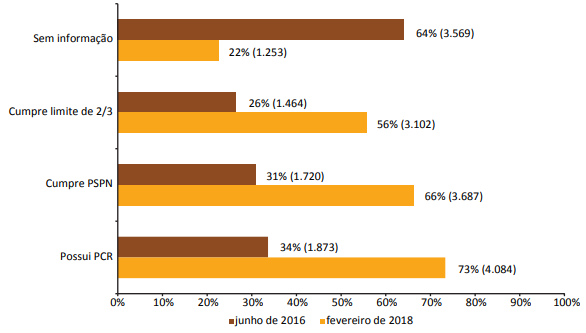 Sem informação
64% (3.569)
22% (1.253)
Cumpre limite de 2/3
26% (1.464)
56% (3.102)
Cumpre PSPN
31% (1.720)
66% (3.687)
Possui PCR
34% (1.873)
73% (4.084)
0% 10% 20% 30% 40% 50% 60% 70% 80% 90% 100%
junho de 2016 fevereiro de 2018